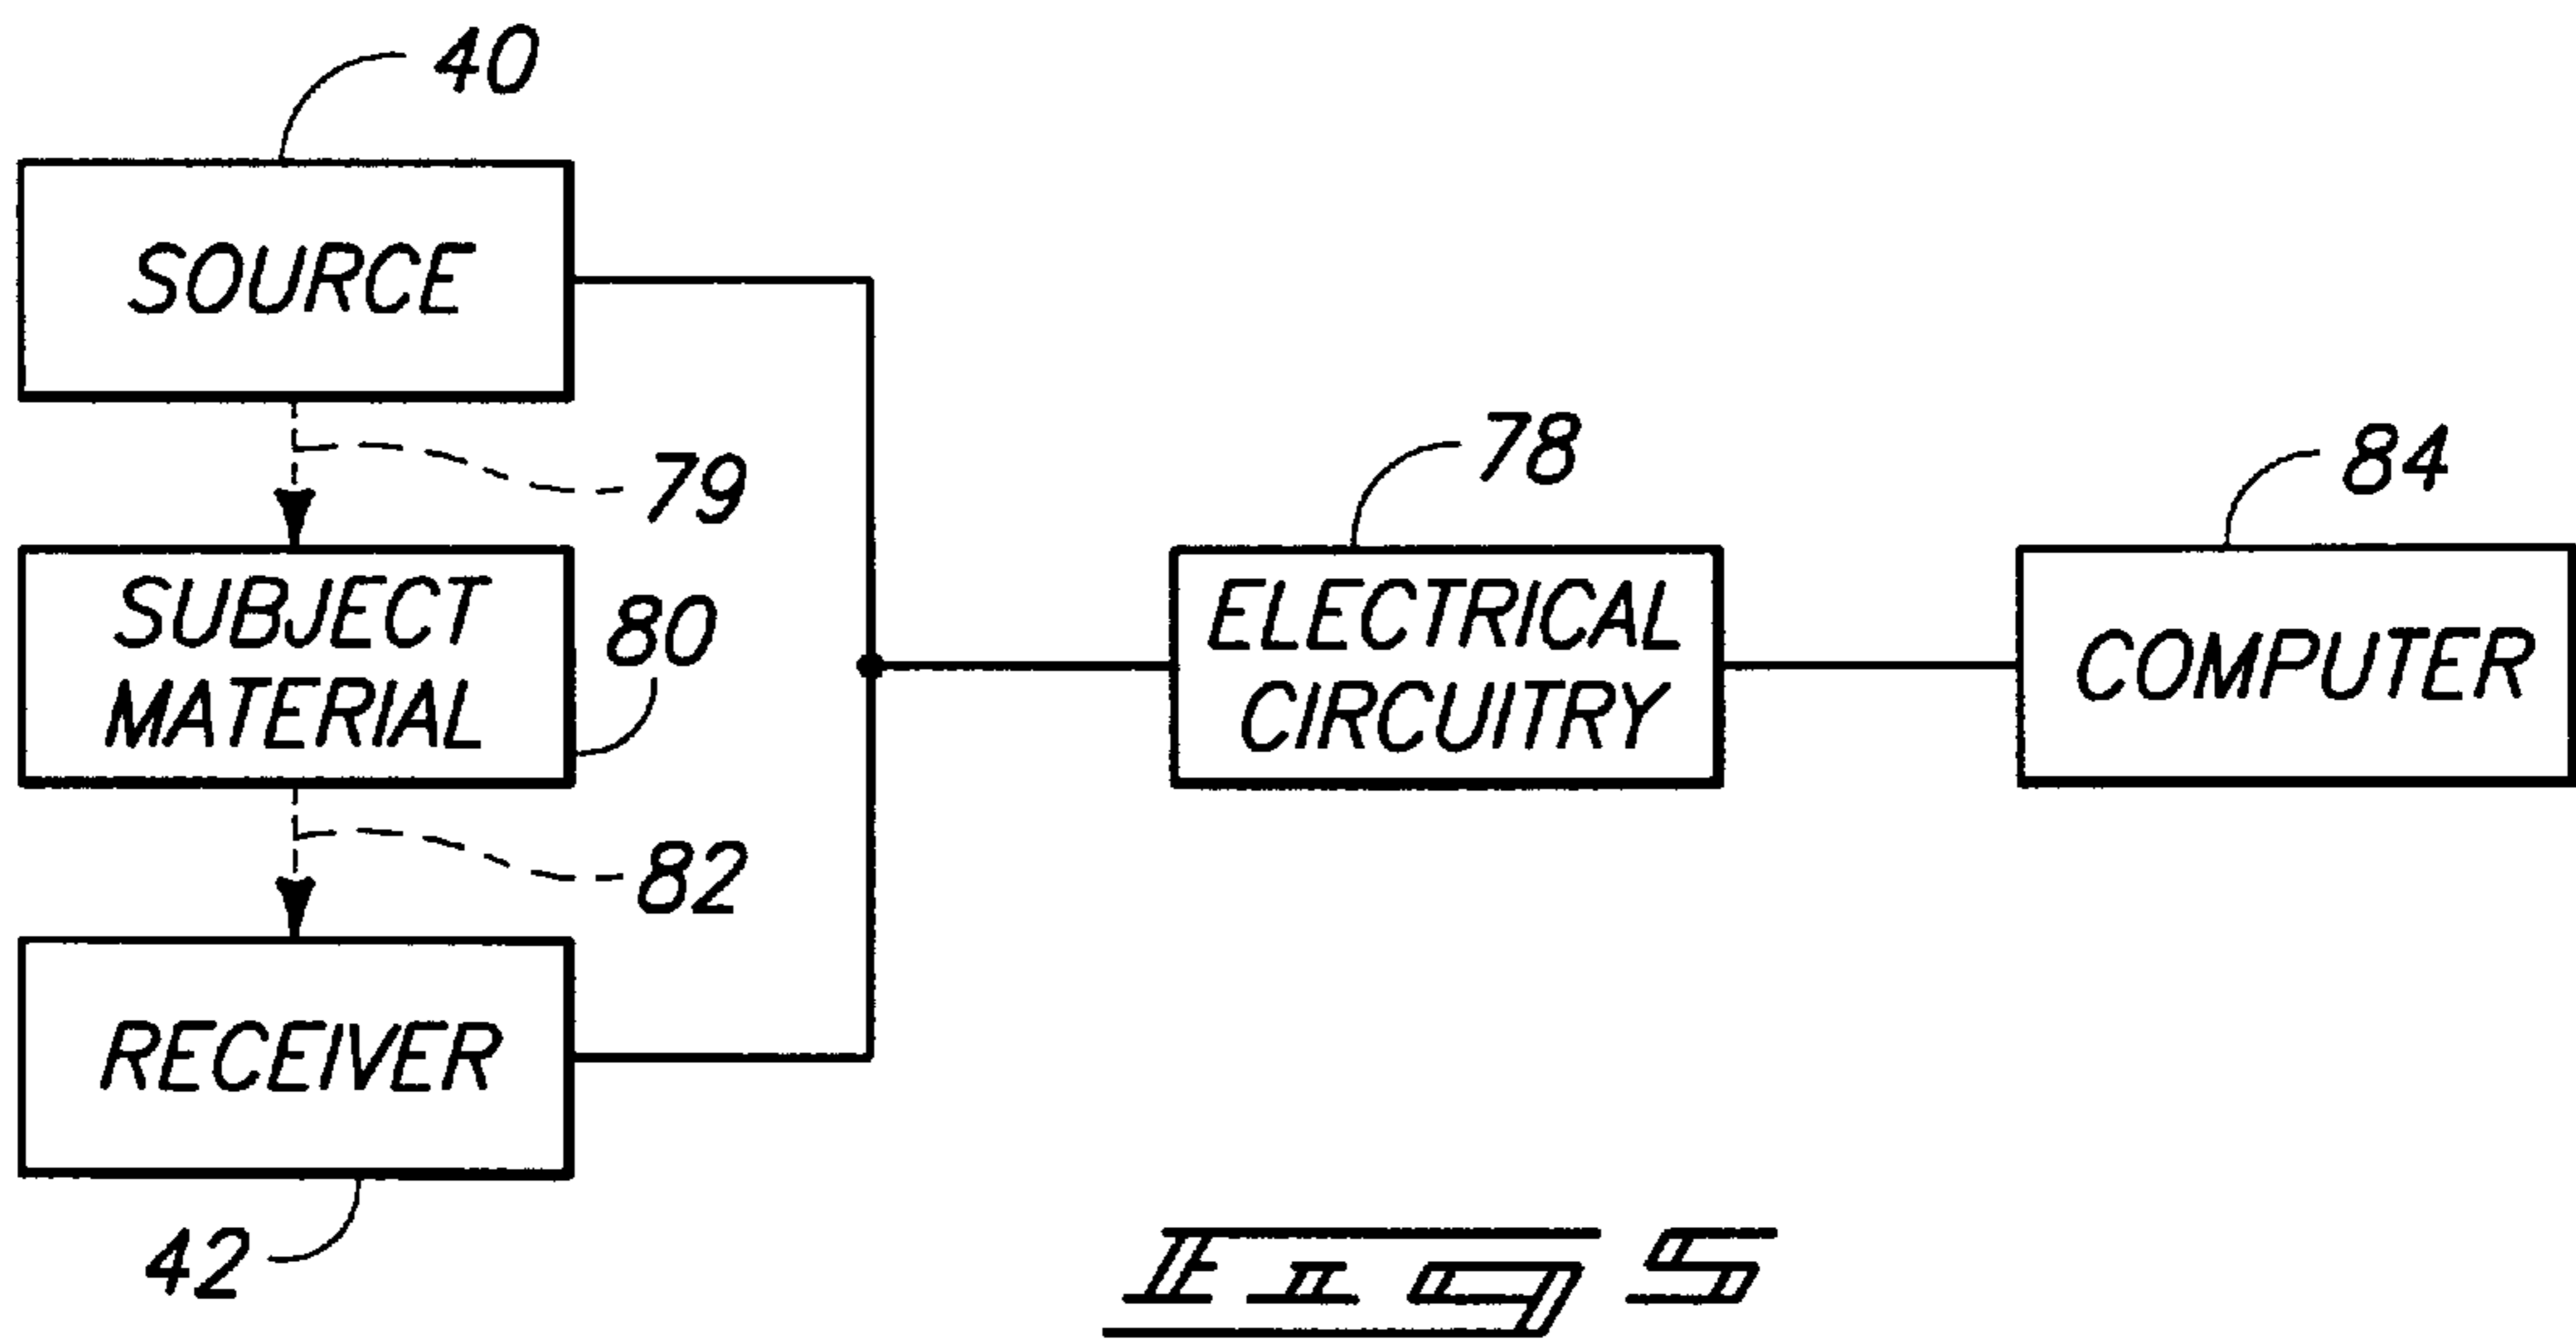 40
SOURCE
79
SUBJECT
MATERIAL
80
82
RECEIVER
42
78
ELECTRICAL
CIRCUITRY
84
COMPUTER
Fig 5